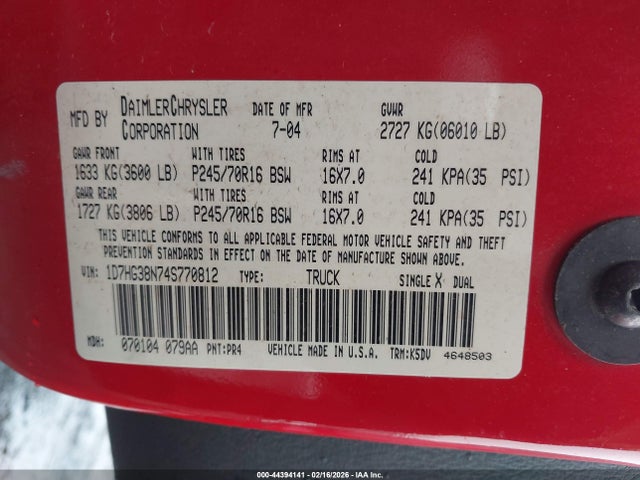 MFD BY DAIMLERCHRYSLER CORPORATION DATE OF MFR 7-04 GVWR 2727 KG(06010 LB)
GAWR FRONT WITH TIRES RIMS AT COLD
1633 KG(3600 LB) P245/70R16 BSW 16X7.0 241 KPA(35 PSI)
GAWR REAR WITH TIRES RIMS AT COLD
1727 KG(3806 LB) P245/70R16 BSW 16X7.0 241 KPA(35 PSI)
THIS VEHICLE CONFORMS TO ALL APPLICABLE FEDERAL MOTOR VEHICLE SAFETY AND THEFT
PREVENTION STANDARDS IN EFFECT ON THE DATE OF MANUFACTURE SHOWN ABOVE.
VIN: 1D7HG38N74S770812 TYPE: TRUCK SINGLE X DUAL
MDH: 070104 079AA PNT:PR4 VEHICLE MADE IN U.S.A. TRM:K5DV 4648503
000-44394141 - 02/16/2026 - IAA Inc.